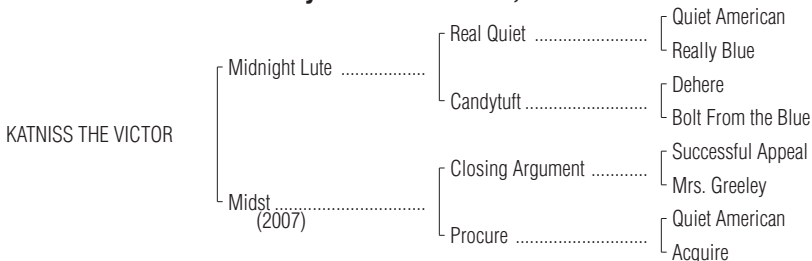 Quiet American
Real Quiet ........................
Really Blue
Midnight Lute ..................
Dehere
Candytuft ..........................
Bolt From the Blue
KATNISS THE VICTOR
Successful Appeal
Closing Argument ............
Mrs. Greeley
Midst ................................
(2007)
Quiet American
Procure ............................
Acquire